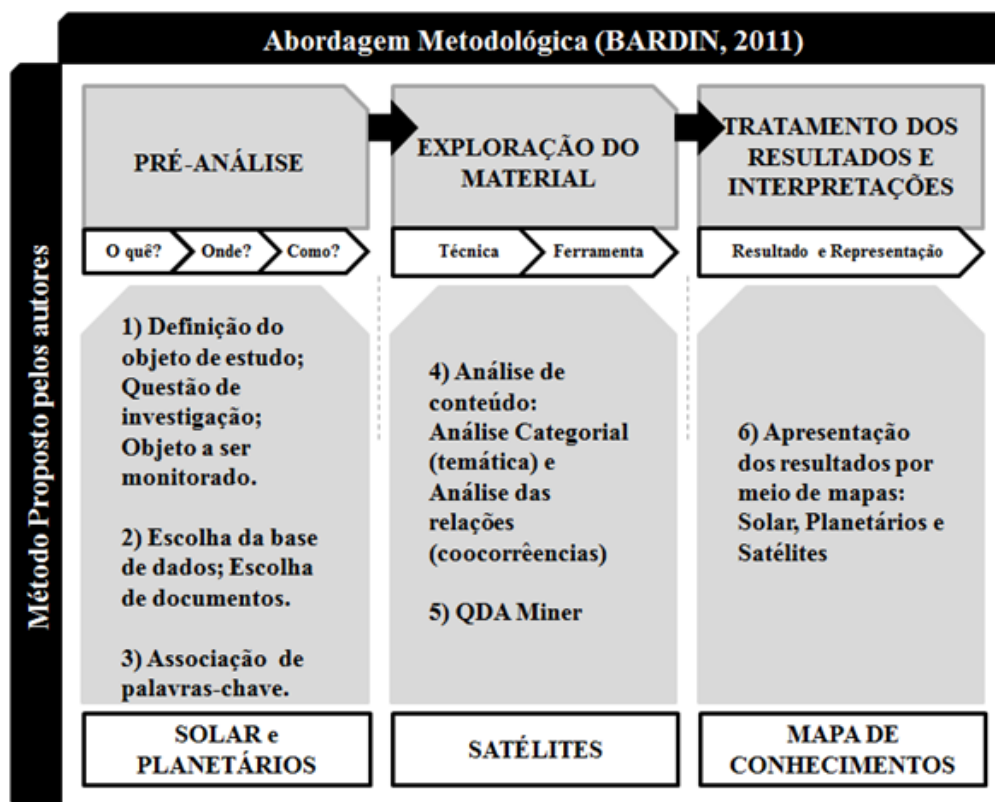 Abordagem Metodológica (BARDIN, 2011)
Método Proposto pelos autores
PRÉ-ANÁLISE
O quê?
Onde?
Como?
1) Definição do
objeto de estudo;
Questão de
investigação;
Objeto a ser
monitorado.
2) Escolha da base
de dados; Escolha
de documentos.
3) Associação de
palavras-chave.
SOLAR e
PLANETÁRIOS
EXPLORAÇÃO DO
MATERIAL
Técnica
Ferramenta
4) Análise de
conteúdo:
Análise Categorial
(temática) e
Análise das
relações
(coocorrêencias)
5) QDA Miner
SATÉLITES
TRATAMENTO DOS
RESULTADOS E
INTERPRETAÇÕES
Resultado e Representação
6) Apresentação
dos resultados por
meio de mapas:
Solar, Planetários e
Satélites
MAPA DE
CONHECIMENTOS